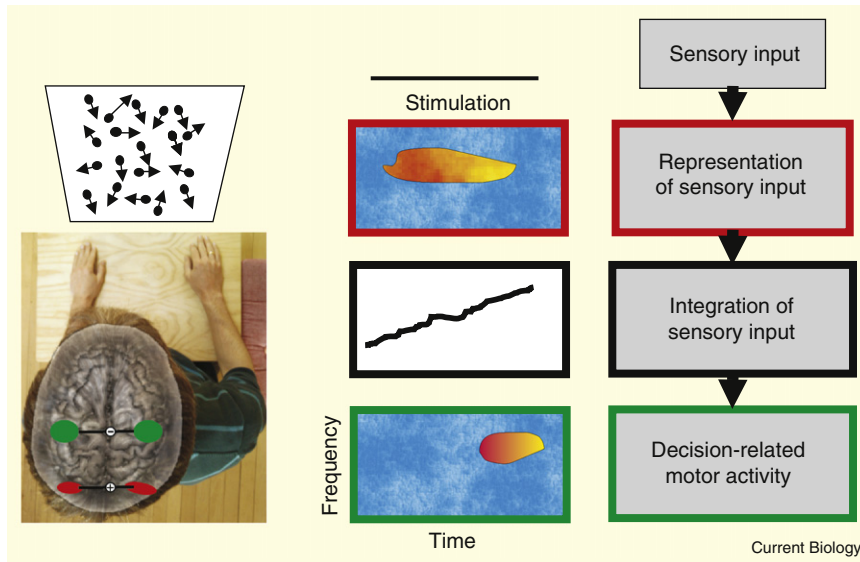 Sensory input
Stimulation
Representation
of sensory input
Integration of
sensory input
Frequency
Decision-related
motor activity
Time
Current Biology